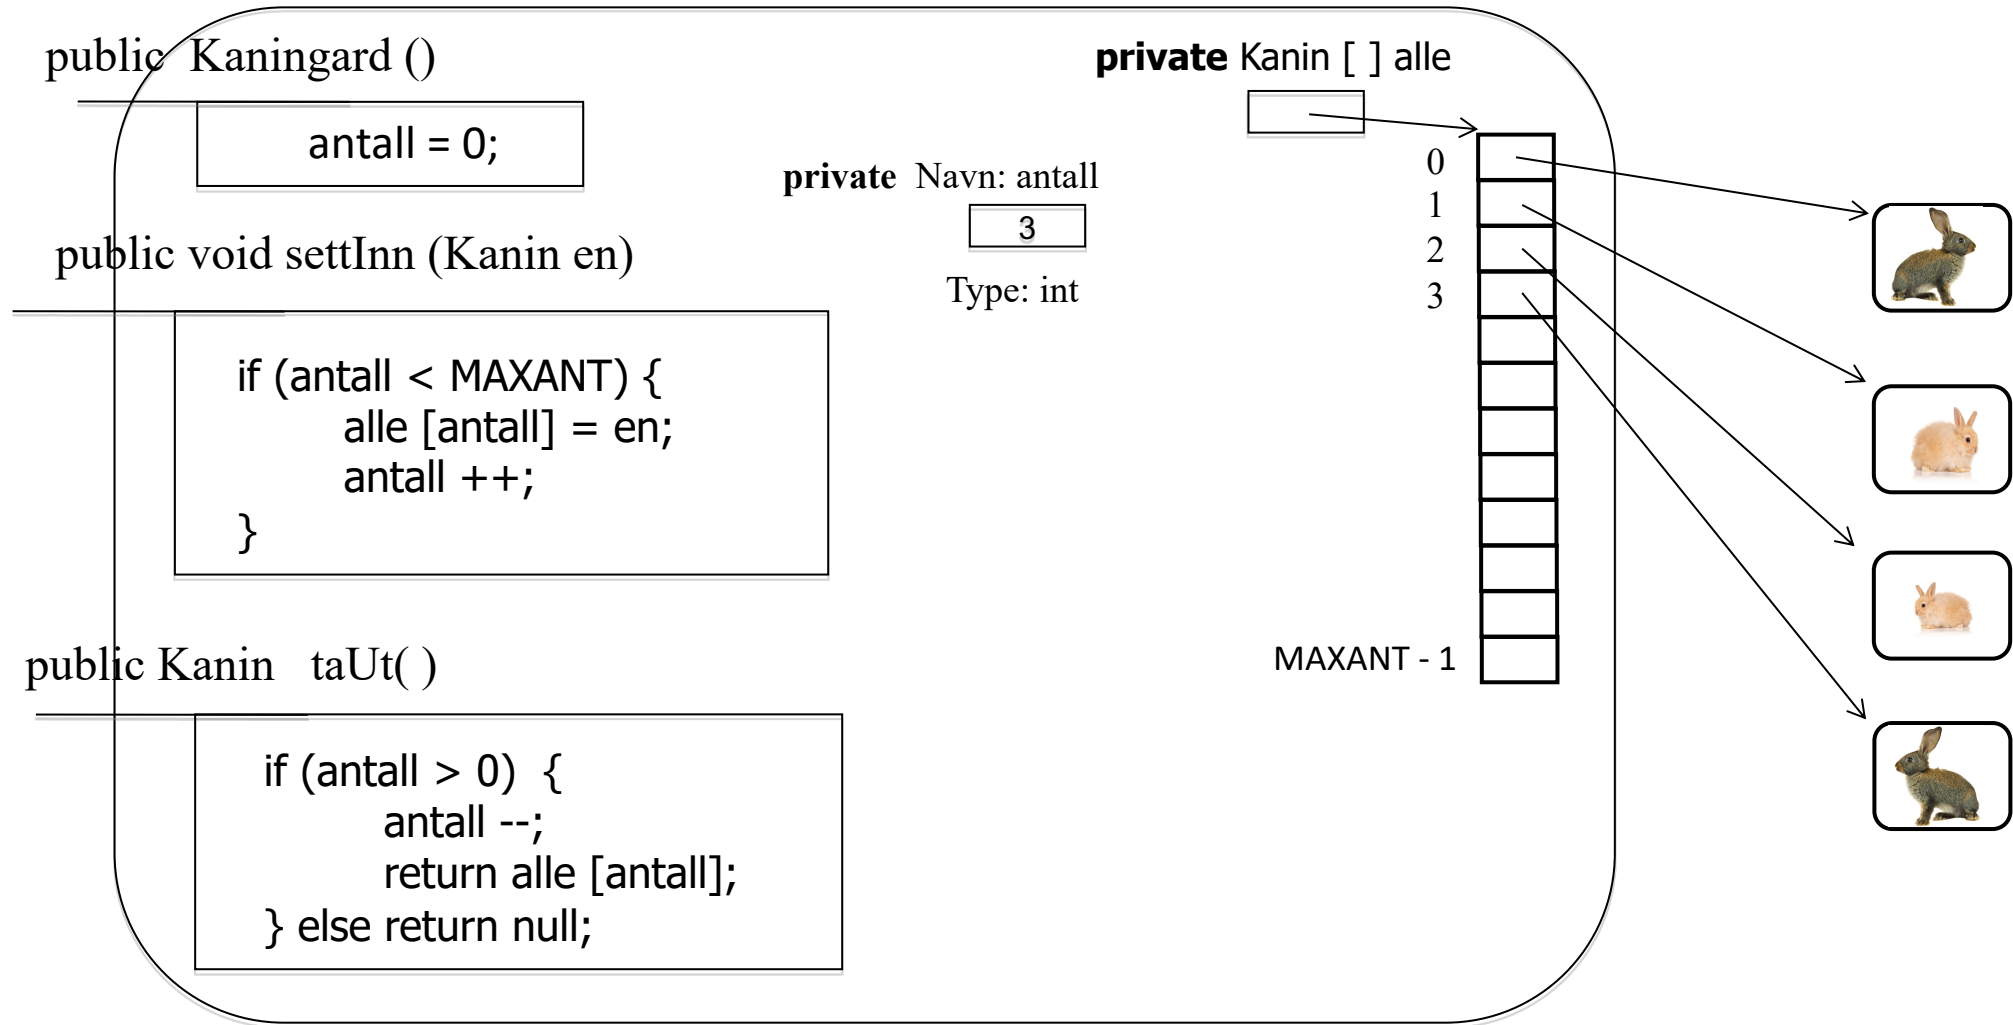 public Kaningard ()
antall = 0;
public void settInn (Kanin en)
if (antall < MAXANT) {
alle [antall] = en;
antall ++;
}
public Kanin taUt( )
if (antall > 0) {
antall --;
return alle [antall];
} else return null;
private Navn: antall
3
Type: int
private Kanin [ ] alle
0
1
2
3
MAXANT - 1